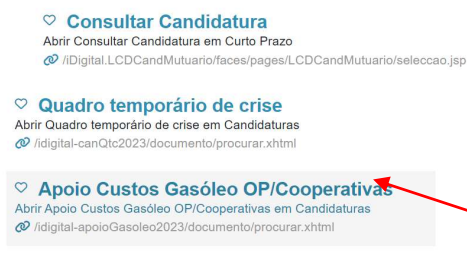 Consultar Candidatura
Abrir Consultar Candidatura em Curto Prazo
/iDigital.LCDCandMutuario/faces/pages/LCDCandMutuario/seleccao.jsp
Quadro temporário de crise
Abrir Quadro temporário de crise em Candidaturas
/idigital-canQtc2023/documento/procurar.xhtml
Apoio Custos Gasóleo OP/Cooperativas
Abrir Apoio Custos Gasóleo OP/Cooperativas em Candidaturas
/idigital-apoioGasoleo2023/documento/procurar.xhtml